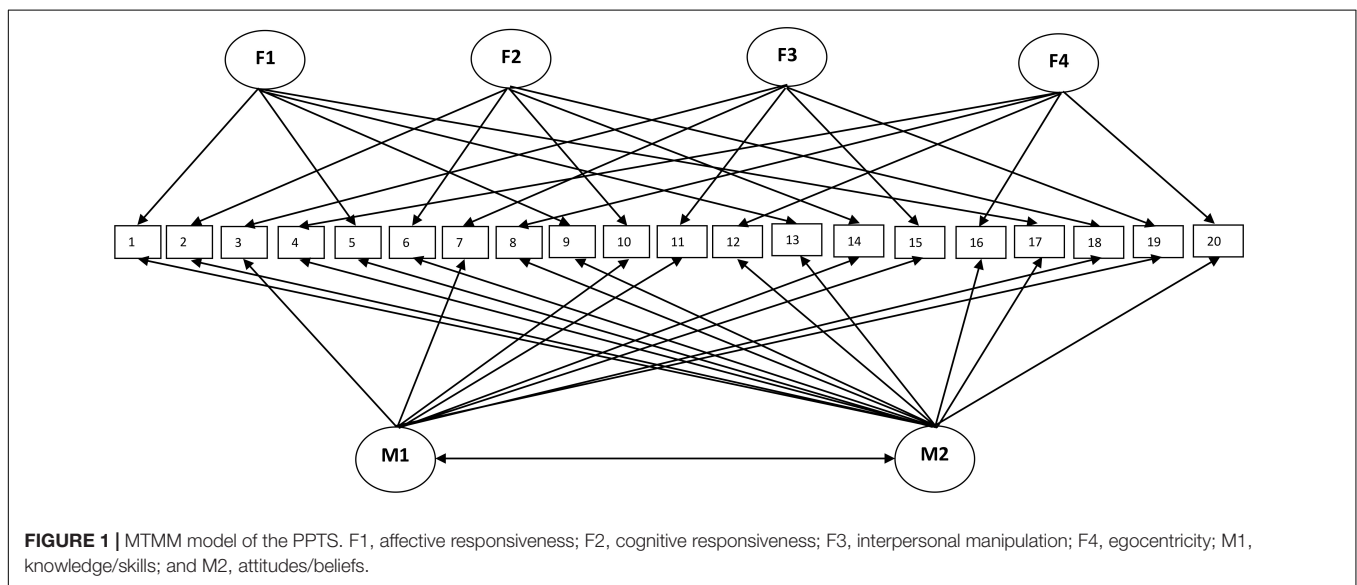 F1 F2 F3 F4
1 2 3 4 5 6 7 8 9 10 11 12 13 14 15 16 17 18 19 20
M1 M2
FIGURE 1 | MTMM model of the PPTS. F1, affective responsiveness; F2, cognitive responsiveness; F3, interpersonal manipulation; F4, egocentricity; M1,
knowledge/skills; and M2, attitudes/beliefs.